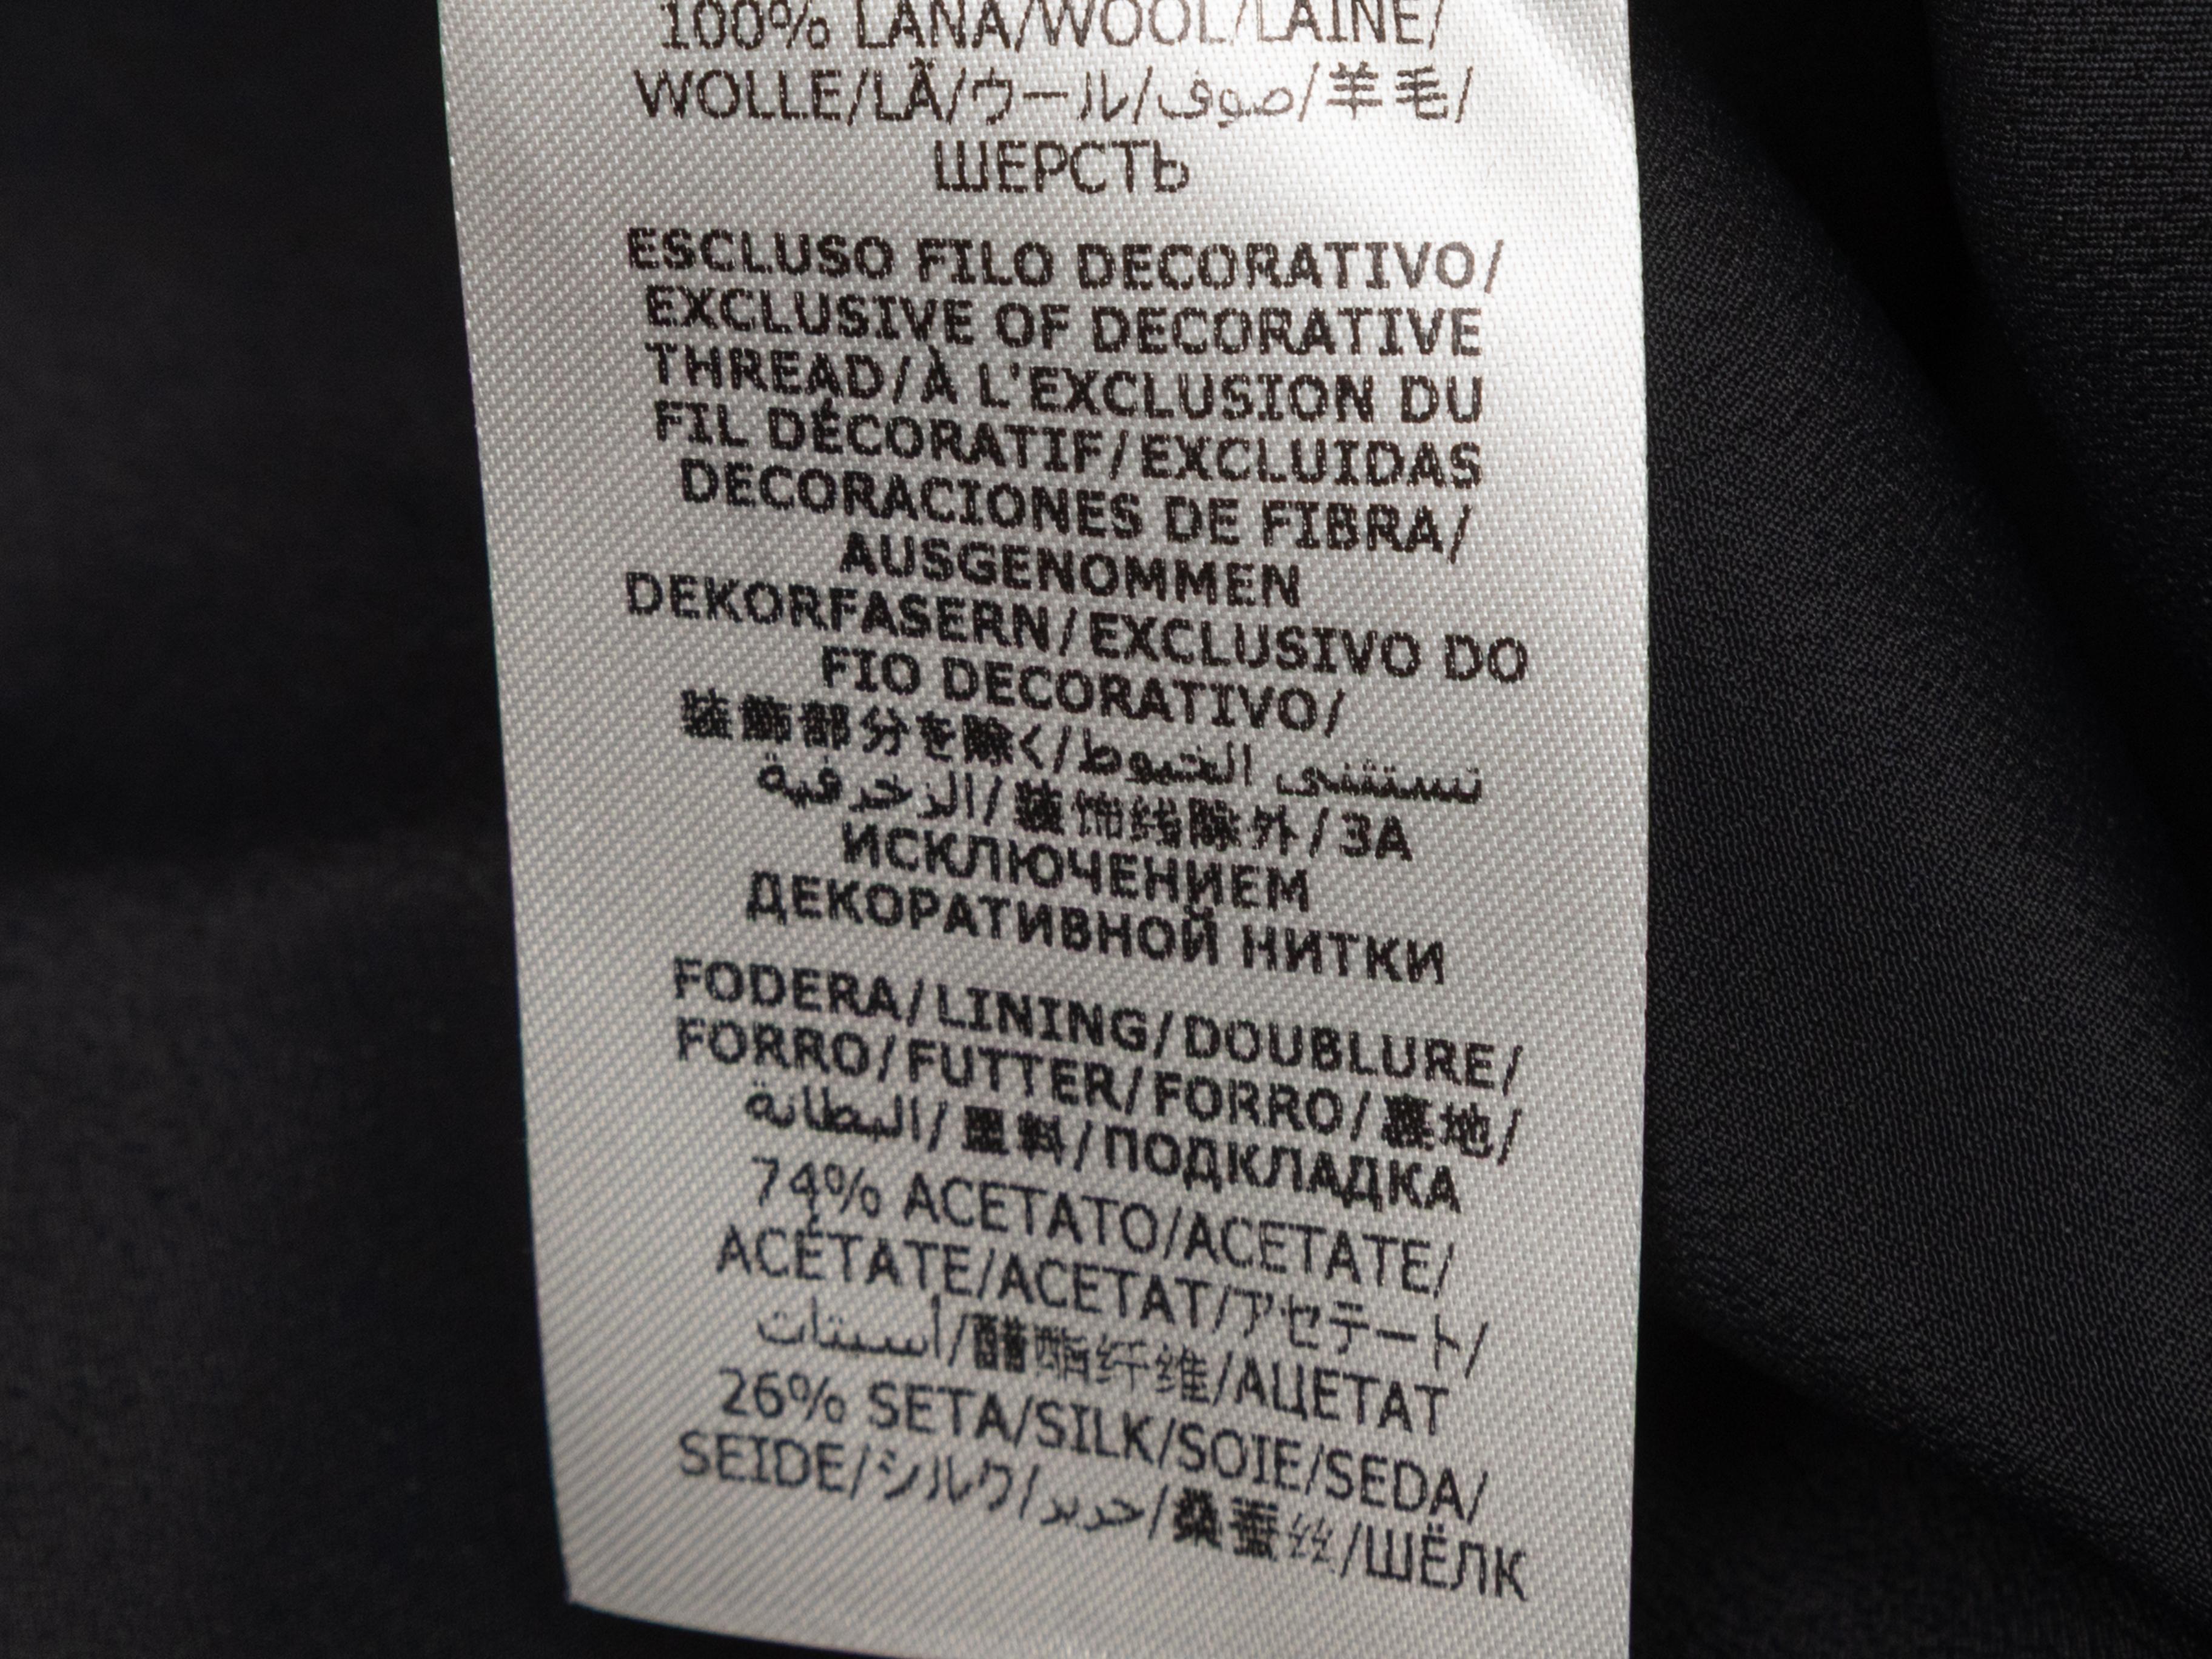 100% LANA/WOOL/LAINE/
WOLLE/LÃ/ウール/صوف/羊毛/
ШЕРСТЬ
ESCLUSO FILO DECORATIVO/
EXCLUSIVE OF DECORATIVE
THREAD/À L'EXCLUSION DU
FIL DÉCORATIF/EXCLUIDAS
DECORACIONES DE FIBRA/
AUSGENOMMEN
DEKORFASERN/EXCLUSIVO DO
FIO DECORATIVO/
装飾部分を除く/تستثنى الخيوط
الزخرفية/装饰线除外/ЗА
ИСКЛЮЧЕНИЕМ
ДЕКОРАТИВНОЙ НИТКИ
FODERA/LINING/DOUBLURE/
FORRO/FUTTER/FORRO/裏地/
البطانة/里料/ПОДКЛАДКА
74% ACETATO/ACETATE/
ACÉTATE/ACETAT/アセテート/
أسيتات/醋酯纤维/АЦЕТАТ
26% SETA/SILK/SOIE/SEDA/
SEIDE/シルク/حرير/桑蚕丝/ШЁЛК